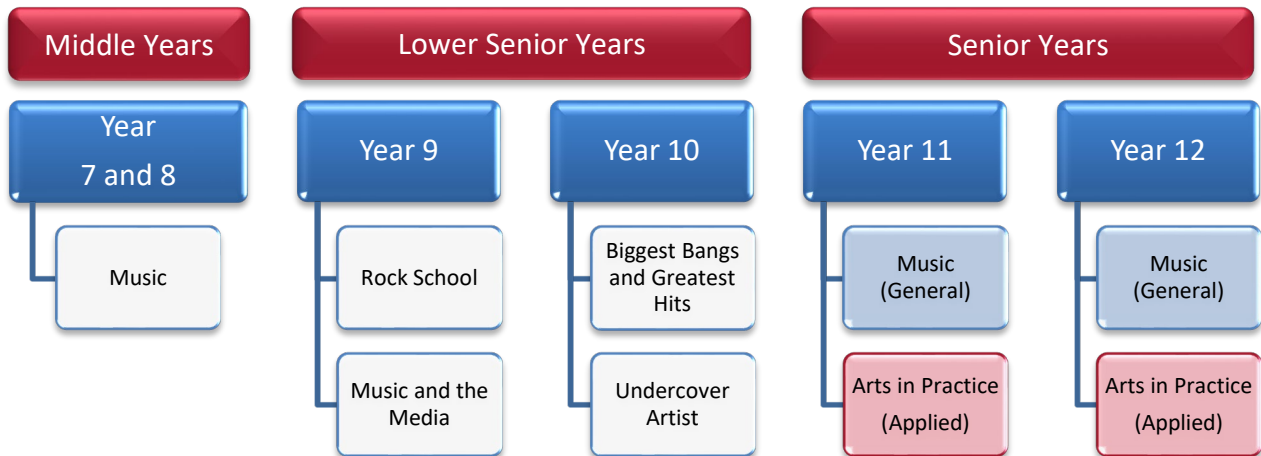 Middle Years
Lower Senior Years
Senior Years
Year
7 and 8
Year 9
Year 10
Year 11
Year 12
Music
Rock School
Biggest Bangs
and Greatest
Hits
Music
(General)
Music
(General)
Music and the
Media
Undercover
Artist
Arts in Practice
(Applied)
Arts in Practice
(Applied)